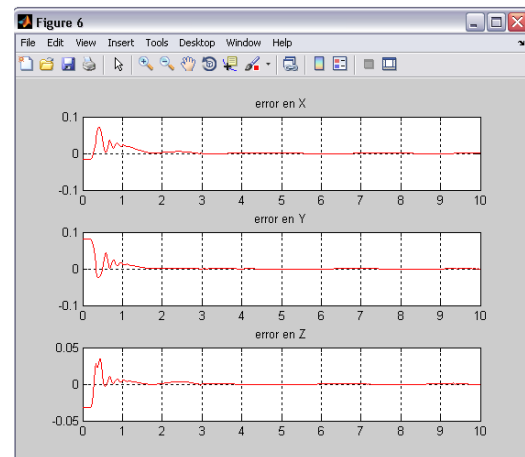 Figure 6
File Edit View Insert Tools Desktop Window Help
error en X
0.1
0
-0.1
0 1 2 3 4 5 6 7 8 9 10
error en Y
0.1
0
-0.1
0 1 2 3 4 5 6 7 8 9 10
error en Z
0.05
0
-0.05
0 1 2 3 4 5 6 7 8 9 10